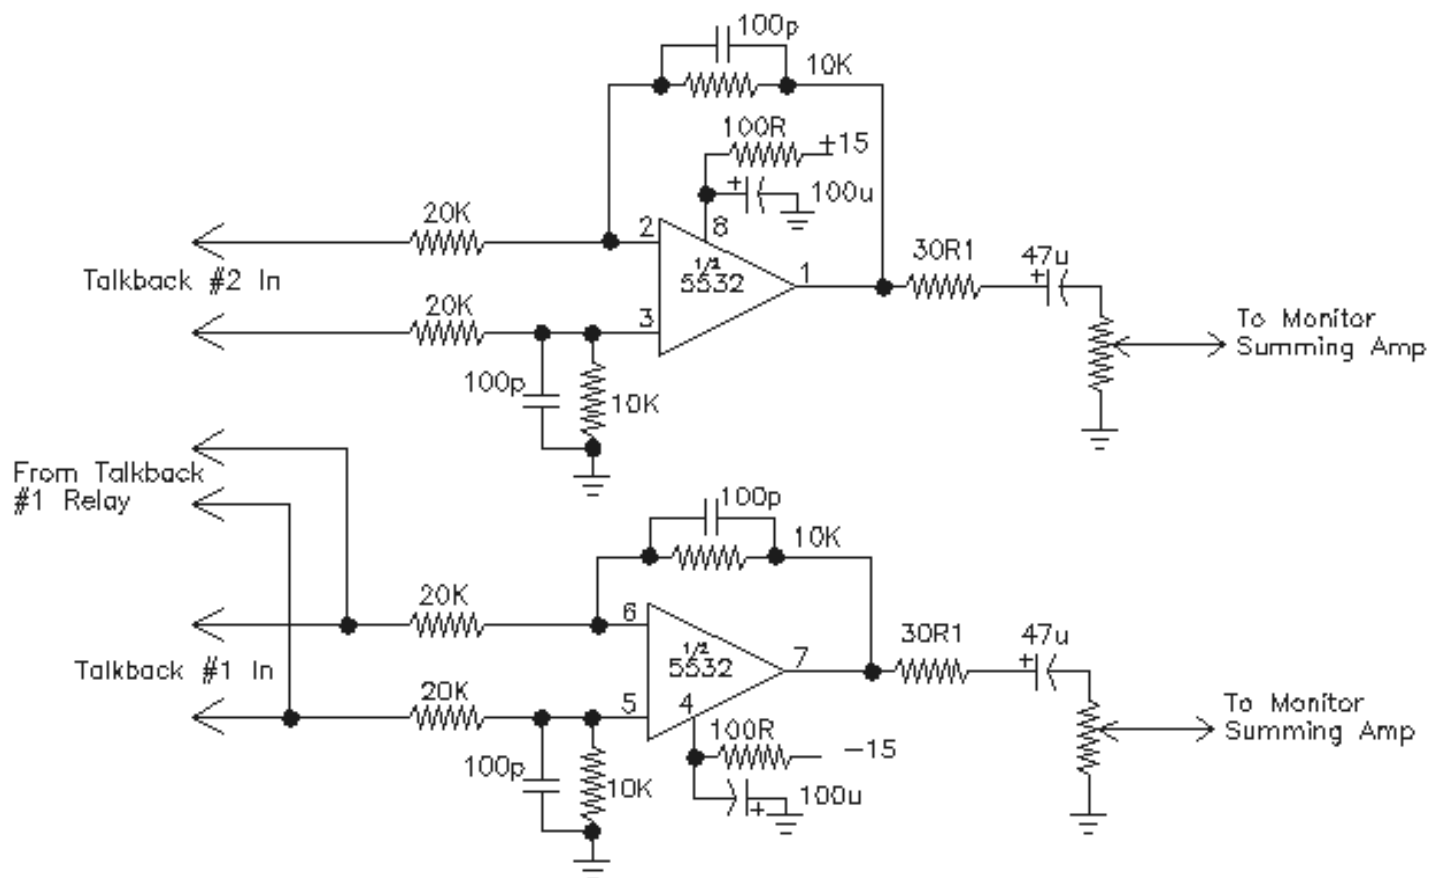 100p
10K
100R
±15
100u
20K
2
8
Talkback #2 In
1/2
5532
1
30R1
47u
+
+
20K
3
To Monitor
Summing Amp
100p
10K
From Talkback
#1 Relay
100p
10K
20K
6
Talkback #1 In
1/2
5532
7
30R1
47u
+
20K
5
4
To Monitor
Summing Amp
100R
-15
100p
10K
100u
+